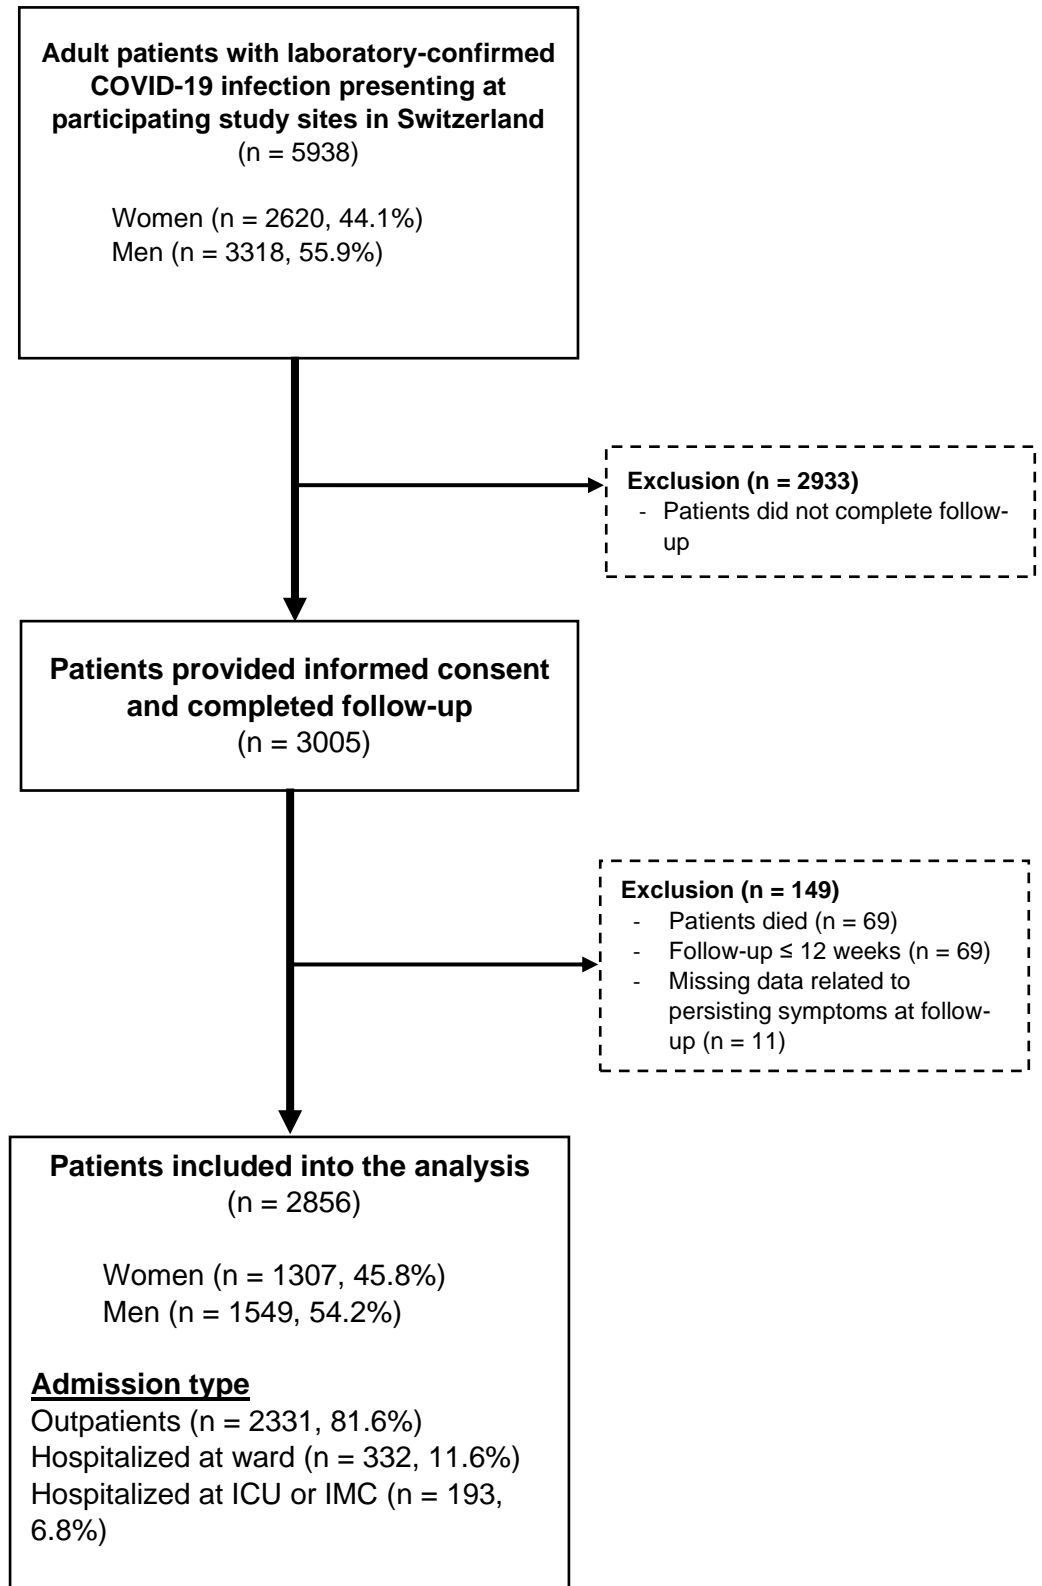 Adult patients with laboratory-confirmed
COVID-19 infection presenting at
participating study sites in Switzerland
(n = 5938)
Women (n = 2620, 44.1%)
Men (n = 3318, 55.9%)
Exclusion (n = 2933)
- Patients did not complete follow-
up
Patients provided informed consent
and completed follow-up
(n = 3005)
Exclusion (n = 149)
- Patients died (n = 69)
- Follow-up ≤ 12 weeks (n = 69)
- Missing data related to
persisting symptoms at follow-
up (n = 11)
Patients included into the analysis
(n = 2856)
Women (n = 1307, 45.8%)
Men (n = 1549, 54.2%)
Admission type
Outpatients (n = 2331, 81.6%)
Hospitalized at ward (n = 332, 11.6%)
Hospitalized at ICU or IMC (n = 193,
6.8%)